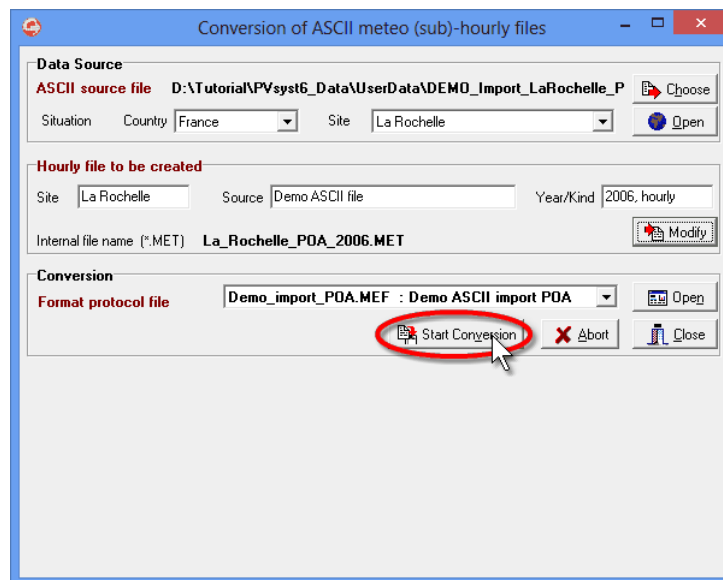 Conversion of ASCII meteo (sub)-hourly files
Data Source
ASCII source file D:\Tutorial\PVsyst6_Data\UserData\DEMO_Import_LaRochelle_P Choose
Situation Country France Site La Rochelle Open
Hourly file to be created
Site La Rochelle Source Demo ASCII file Year/Kind 2006, hourly
Internal file name (*.MET) La_Rochelle_POA_2006.MET Modify
Conversion
Format protocol file Demo_import_POA.MEF : Demo ASCII import POA Open
Start Conversion Abort Close